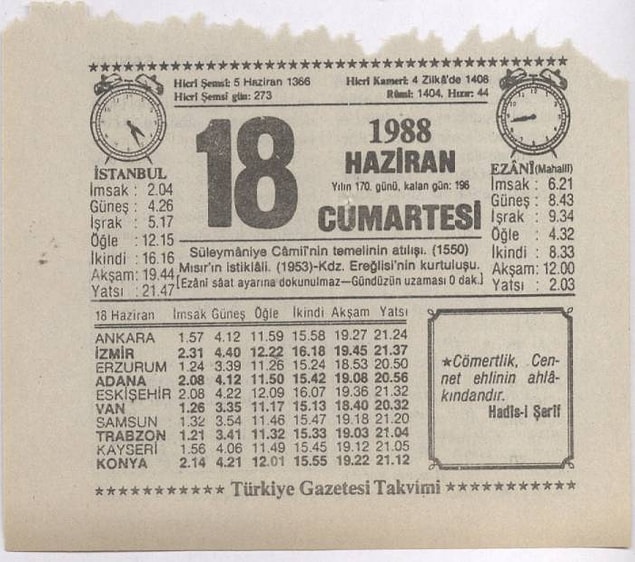 Hicrî Şemsî: 5 Haziran 1366
Hicrî Kamerî: 4 Zilkâ'de 1408
Hicrî Şemsî gün: 273
Rûmî: 1404, Hızır: 44
18
1988
HAZİRAN
Yılın 170. günü, kalan gün: 196
CUMARTESİ
İSTANBUL
İmsak : 2.04
Güneş : 4.26
İşrak : 5.17
Öğle : 12.15
İkindi : 16.16
Akşam: 19.44
Yatsı : 21.47
EZANÎ (Mahallî)
İmsak : 6.21
Güneş : 8.43
İşrak : 9.34
Öğle : 4.32
İkindi : 8.33
Akşam: 12.00
Yatsı : 2.03
Süleymâniye Câmiî'nin temelinin atılışı. (1550)
Mısır'ın istiklâli. (1953)-Kdz. Ereğlisi'nin kurtuluşu.
[Ezânî sâat ayarına dokunulmaz—Gündüzün uzaması 0 dak.]
18 Haziran İmsak Güneş Öğle İkindi Akşam Yatsı
ANKARA 1.57 4.12 11.59 15.58 19.27 21.24
İZMİR 2.31 4.40 12.22 16.18 19.45 21.37
ERZURUM 1.24 3.39 11.26 15.24 18.53 20.50
ADANA 2.08 4.12 11.50 15.42 19.08 20.56
ESKİŞEHİR 2.08 4.22 12.09 16.07 19.36 21.32
VAN 1.26 3.35 11.17 15.13 18.40 20.32
SAMSUN 1.32 3.54 11.46 15.47 19.18 21.20
TRABZON 1.21 3.41 11.32 15.33 19.03 21.04
KAYSERİ 1.56 4.06 11.49 15.45 19.12 21.05
KONYA 2.14 4.21 12.01 15.55 19.22 21.12
★Cömertlik, Cen-
net ehlinin ahlâ-
kındandır.
Hadîs-i Şerîf
Türkiye Gazetesi Takvimi